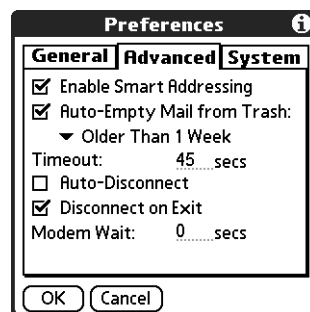 Preferences
General Advanced System
Enable Smart Addressing
Auto-Empty Mail from Trash:
Older Than 1 Week
Timeout: 45 secs
Auto-Disconnect
Disconnect on Exit
Modem Wait: 0 secs
OK Cancel